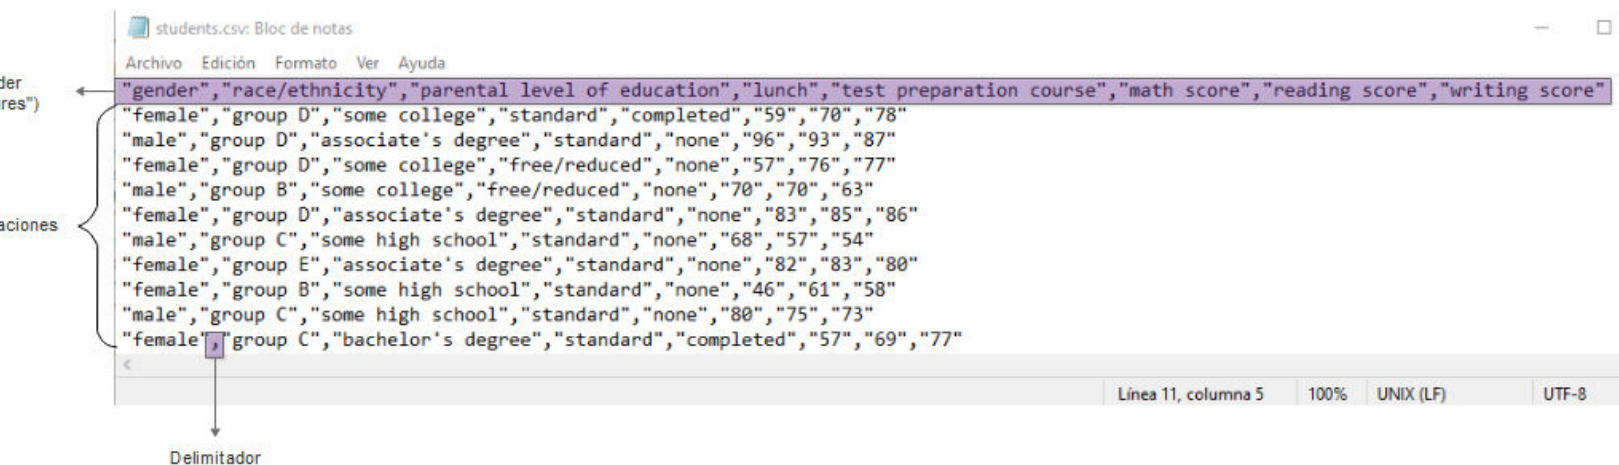 students.csv: Bloc de notas
Archivo Edición Formato Ver Ayuda
der
res")
"gender","race/ethnicity","parental level of education","lunch","test preparation course","math score","reading score","writing score"
"female","group D","some college","standard","completed","59","70","78"
"male","group D","associate's degree","standard","none","96","93","87"
"female","group D","some college","free/reduced","none","57","76","77"
"male","group B","some college","free/reduced","none","70","70","63"
"female","group D","associate's degree","standard","none","83","85","86"
"male","group C","some high school","standard","none","68","57","54"
"female","group E","associate's degree","standard","none","82","83","80"
"female","group B","some high school","standard","none","46","61","58"
"male","group C","some high school","standard","none","80","75","73"
"female","group C","bachelor's degree","standard","completed","57","69","77"
aciones
Línea 11, columna 5 100% UNIX (LF) UTF-8
Delimitador